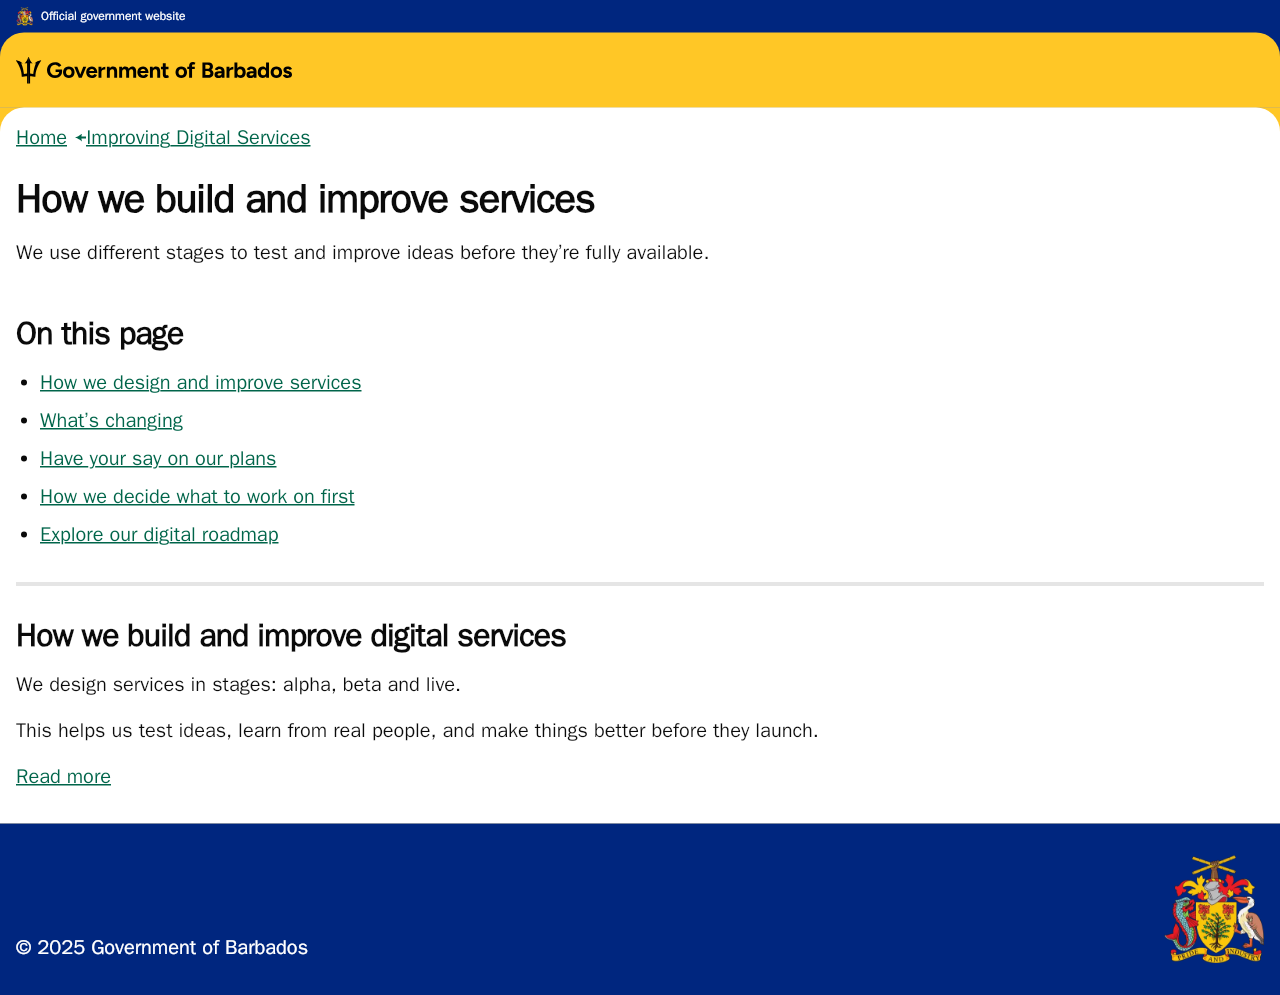 Official government website
Government of Barbados
Home Improving Digital Services
How we build and improve services
We use different stages to test and improve ideas before they're fully available.
On this page
How we design and improve services
What's changing
Have your say on our plans
How we decide what to work on first
Explore our digital roadmap
How we build and improve digital services
We design services in stages: alpha, beta and live.
This helps us test ideas, learn from real people, and make things better before they launch.
Read more
PRIDE AND INDUSTRY
© 2025 Government of Barbados